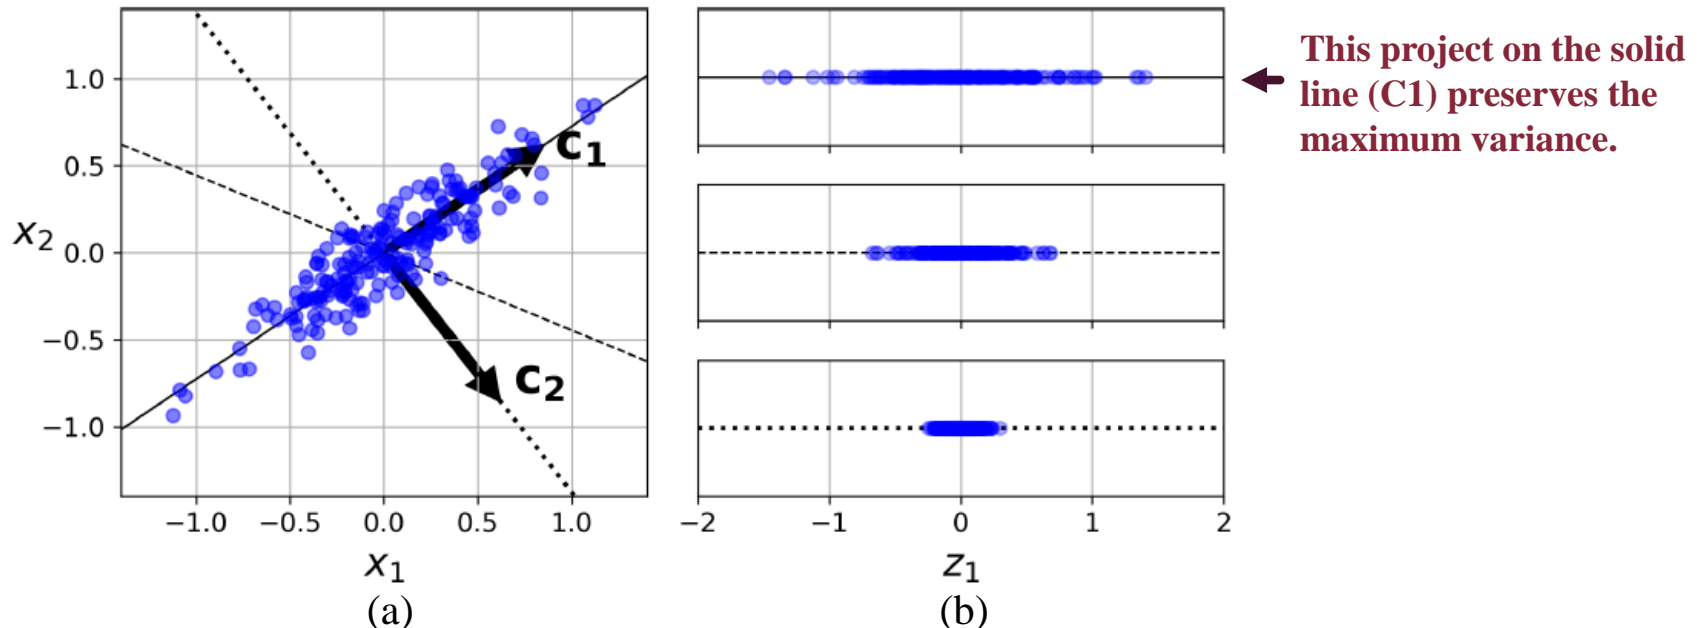 1.0
0.5
0.0
−0.5
−1.0
x2
c1
c2
−1.0 −0.5 0.0 0.5 1.0
x1
(a)
−2 −1 0 1 2
z1
(b)
This project on the solid
line (C1) preserves the
maximum variance.